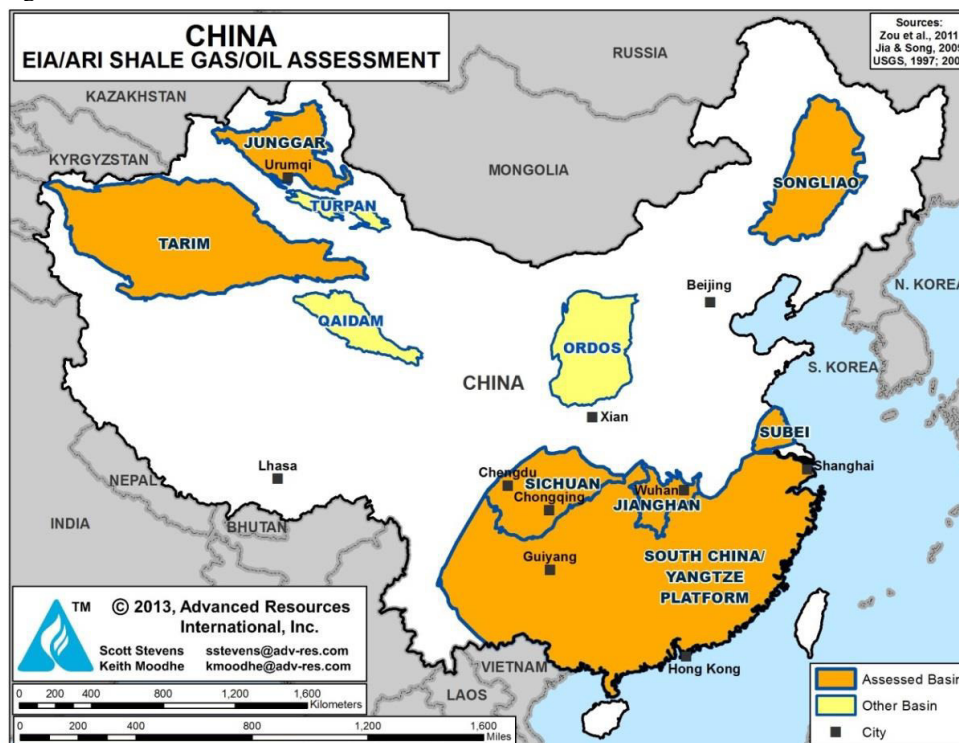 CHINA
EIA/ARI SHALE GAS/OIL ASSESSMENT
Sources:
Zou et al., 2011
Jia & Song, 2009
USGS, 1997; 200
RUSSIA
KAZAKHSTAN
KYRGYZSTAN
MONGOLIA
JUNGGAR
Urumqi
TURPAN
SONGLIAO
TARIM
Beijing
N. KOREA
QAIDAM
ORDOS
S. KOREA
CHINA
Xian
SUBEI
Shanghai
Lhasa
Chengdu
SICHUAN
Chongqing
Wuhan
JIANGHAN
NEPAL
INDIA
BHUTAN
Guiyang
SOUTH CHINA/
YANGTZE
PLATFORM
Hong Kong
VIETNAM
LAOS
TM
© 2013, Advanced Resources
International, Inc.
Scott Stevens sstevens@adv-res.com
Keith Moodhe kmoodhe@adv-res.com
0 200 400 800 1,200 1,600
Kilometers
0 200 400 800 1,200 1,600
Miles
Assessed Basin
Other Basin
City